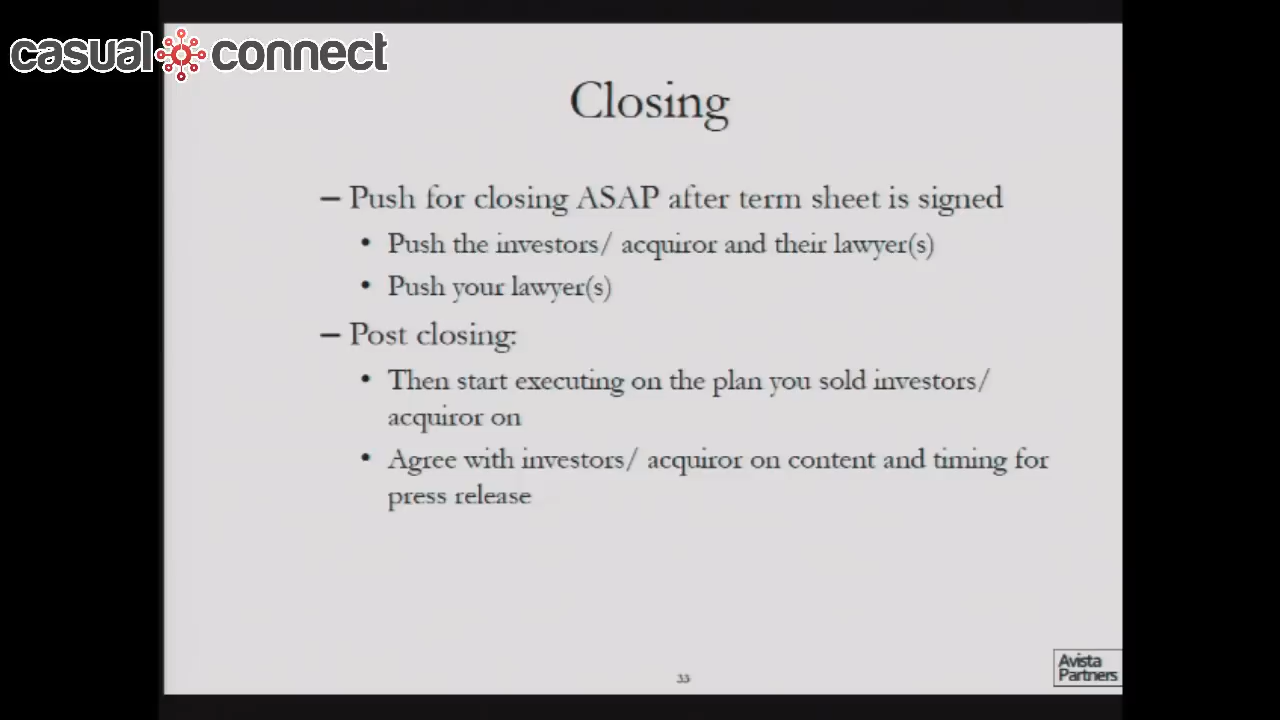 casual connect
Closing
– Push for closing ASAP after term sheet is signed
• Push the investors/ acquiror and their lawyer(s)
• Push your lawyer(s)
– Post closing:
• Then start executing on the plan you sold investors/
acquiror on
• Agree with investors/ acquiror on content and timing for
press release
33
Avista
Partners